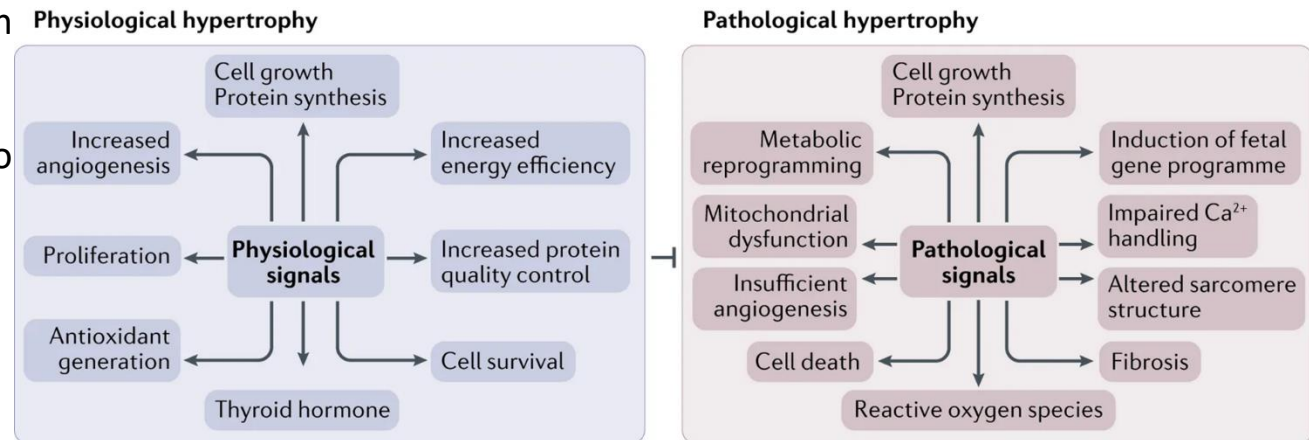 n
o
Physiological hypertrophy
Cell growth
Protein synthesis
Increased
angiogenesis
Increased
energy efficiency
Proliferation
Physiological
signals
Increased protein
quality control
Antioxidant
generation
Cell survival
Thyroid hormone
Pathological hypertrophy
Cell growth
Protein synthesis
Metabolic
reprogramming
Induction of fetal
gene programme
Mitochondrial
dysfunction
Impaired Ca²⁺
handling
Pathological
signals
Insufficient
angiogenesis
Altered sarcomere
structure
Cell death
Fibrosis
Reactive oxygen species